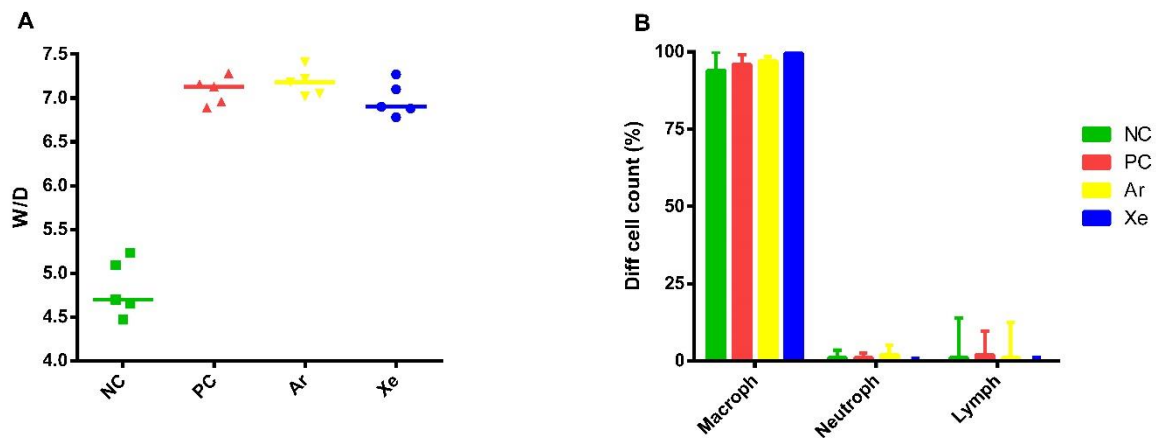 A
W/D
7.5
7.0
6.5
6.0
5.5
5.0
4.5
4.0
NC
PC
Ar
Xe
B
Diff cell count (%)
100
75
50
25
0
Macroph
Neutroph
Lymph
NC
PC
Ar
Xe